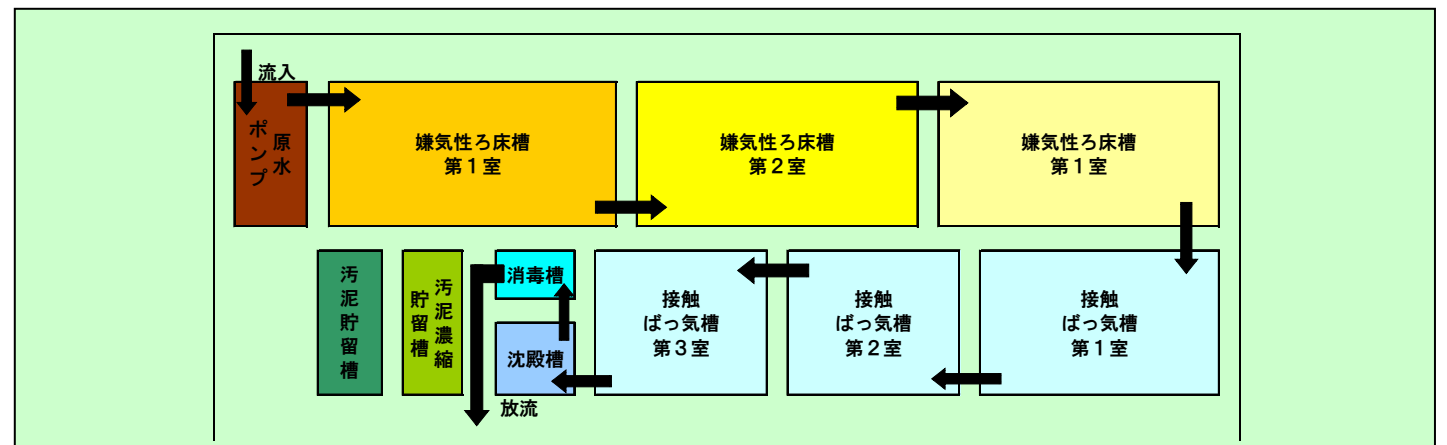 流入
原水
ポンプ
嫌気性ろ床槽
第１室
嫌気性ろ床槽
第２室
嫌気性ろ床槽
第１室
汚泥貯留槽
汚泥濃縮
貯留槽
消毒槽
沈殿槽
放流
接触
ばっ気槽
第３室
接触
ばっ気槽
第２室
接触
ばっ気槽
第１室